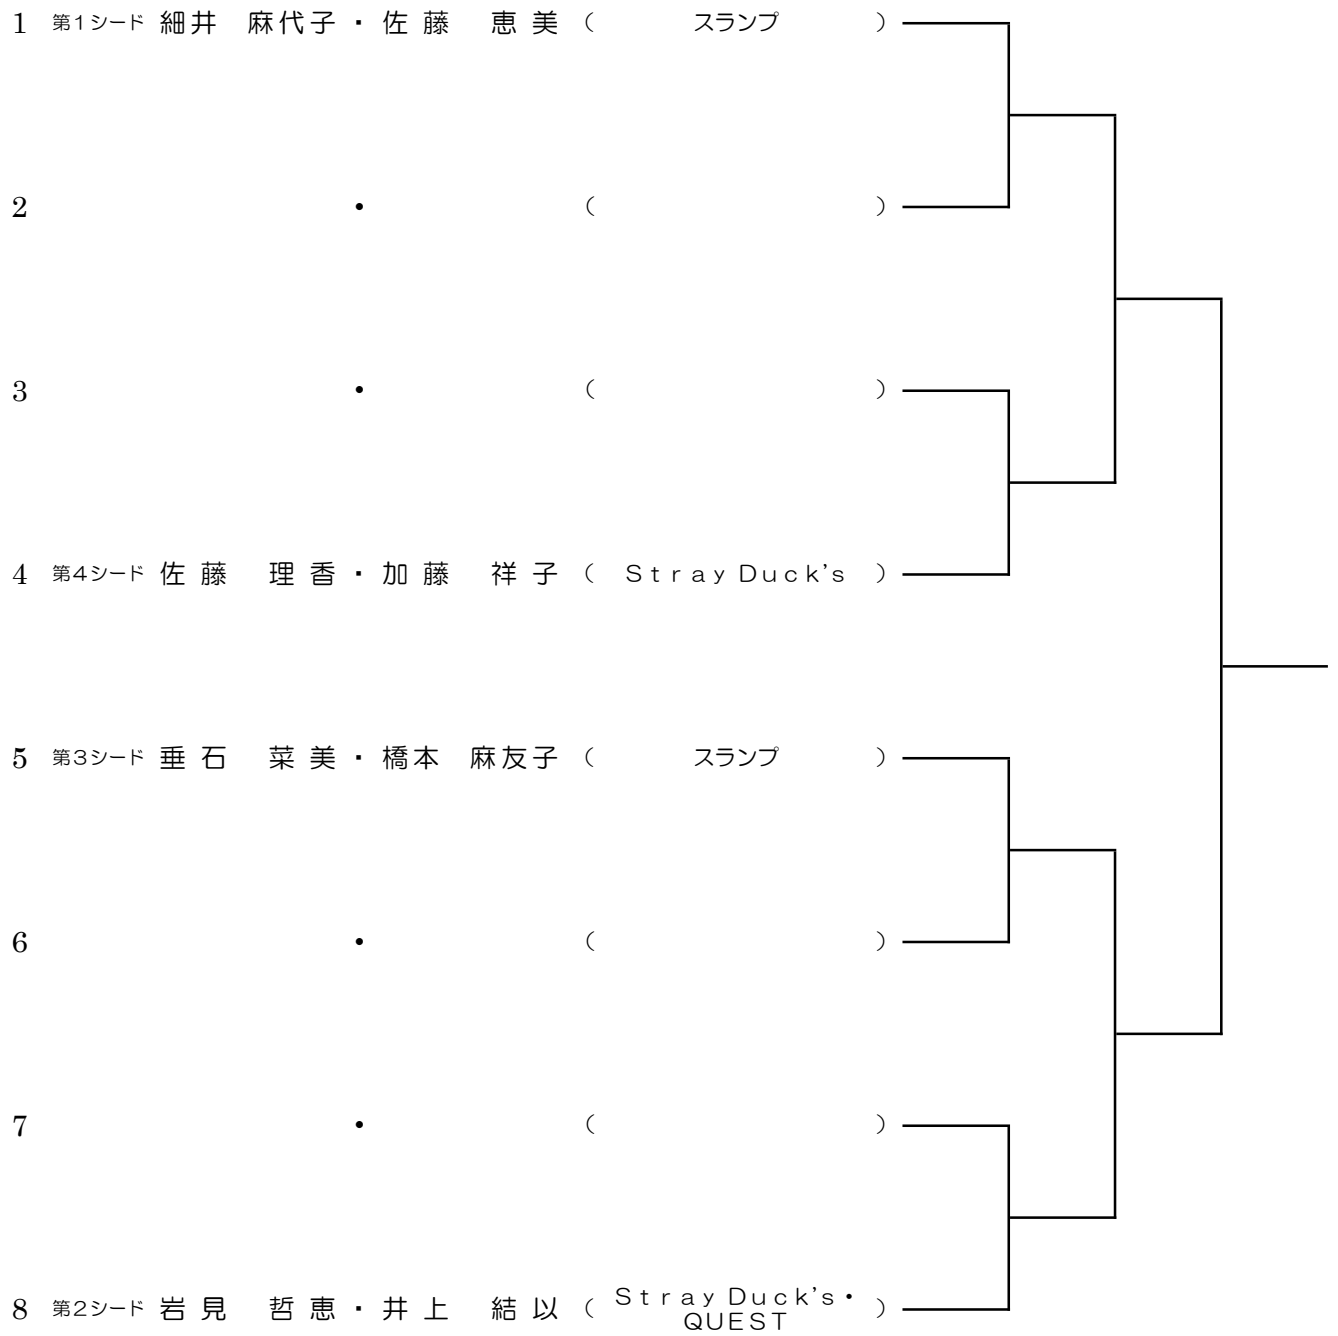 1 第1シード 細井 麻代子・佐藤 恵美 （ スランプ ）
2 ・ （ ）
3 ・ （ ）
4 第4シード 佐藤 理香・加藤 祥子 （ Stray Duck's ）
5 第3シード 垂石 菜美・橋本 麻友子 （ スランプ ）
6 ・ （ ）
7 ・ （ ）
8 第2シード 岩見 哲恵・井上 結以 （ Stray Duck's・
QUEST ）